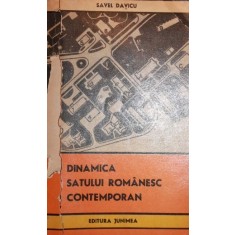 SAVEL DAVICU
DINAMICA
SATULUI ROMÂNESC
CONTEMPORAN
EDITURA JUNIMEA